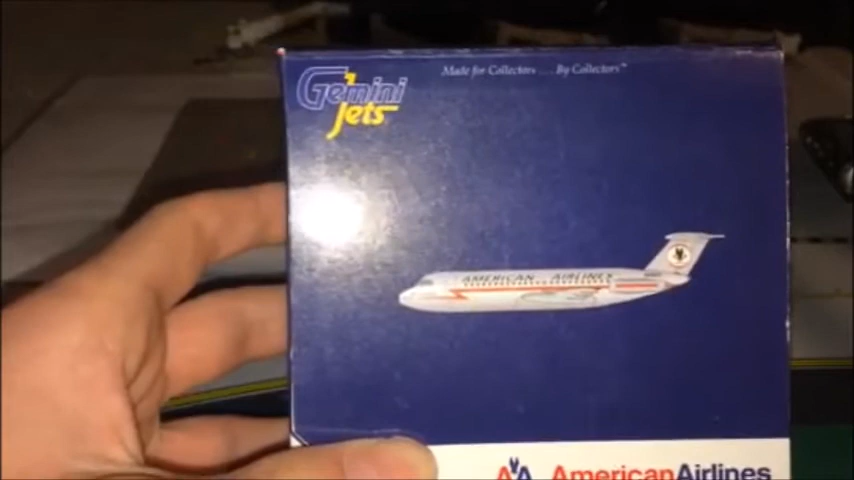 Gemini
Jets
Made for Collectors ... By Collectors™
AMERICAN AIRLINES
AA AmericanAirlines